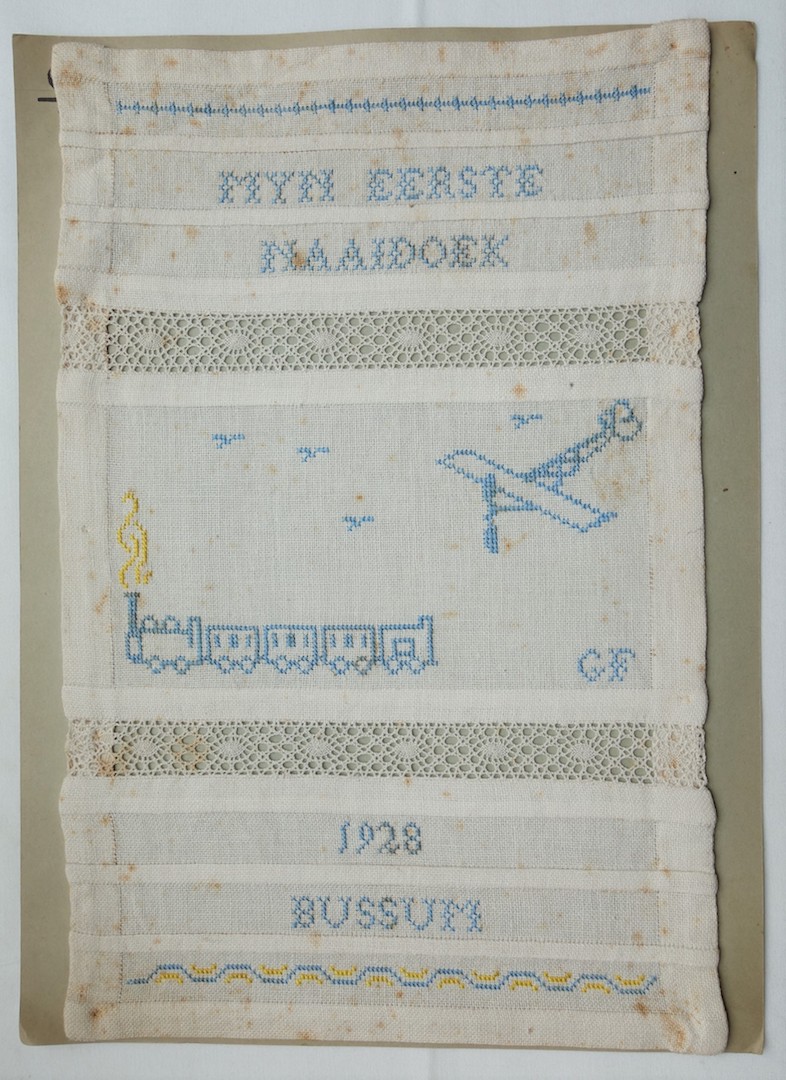 MYN EERSTE
NAAIDOEK
GF
1928
BUSSUM